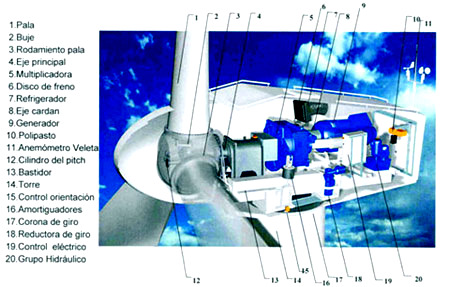 1.Pala
2 Buje
3 Rodamiento pala
4.Eje principal
5.Multiplicadora
6 Disco de freno
7.Refrigerador
8.Eje cardan
9.Generador
10.Polipasto
11 Anemómetro Veleta
12.Cilindro del pitch
13.Bastidor
14.Torre
15 Control orientación
16.Amortiguadores
17 Corona de giro
18 Reductora de giro
19.Control eléctrico
20.Grupo Hidráulico
1 2 3 4 5 6 7 8 9 10 11
12 13 14 45 16 17 18 19 20